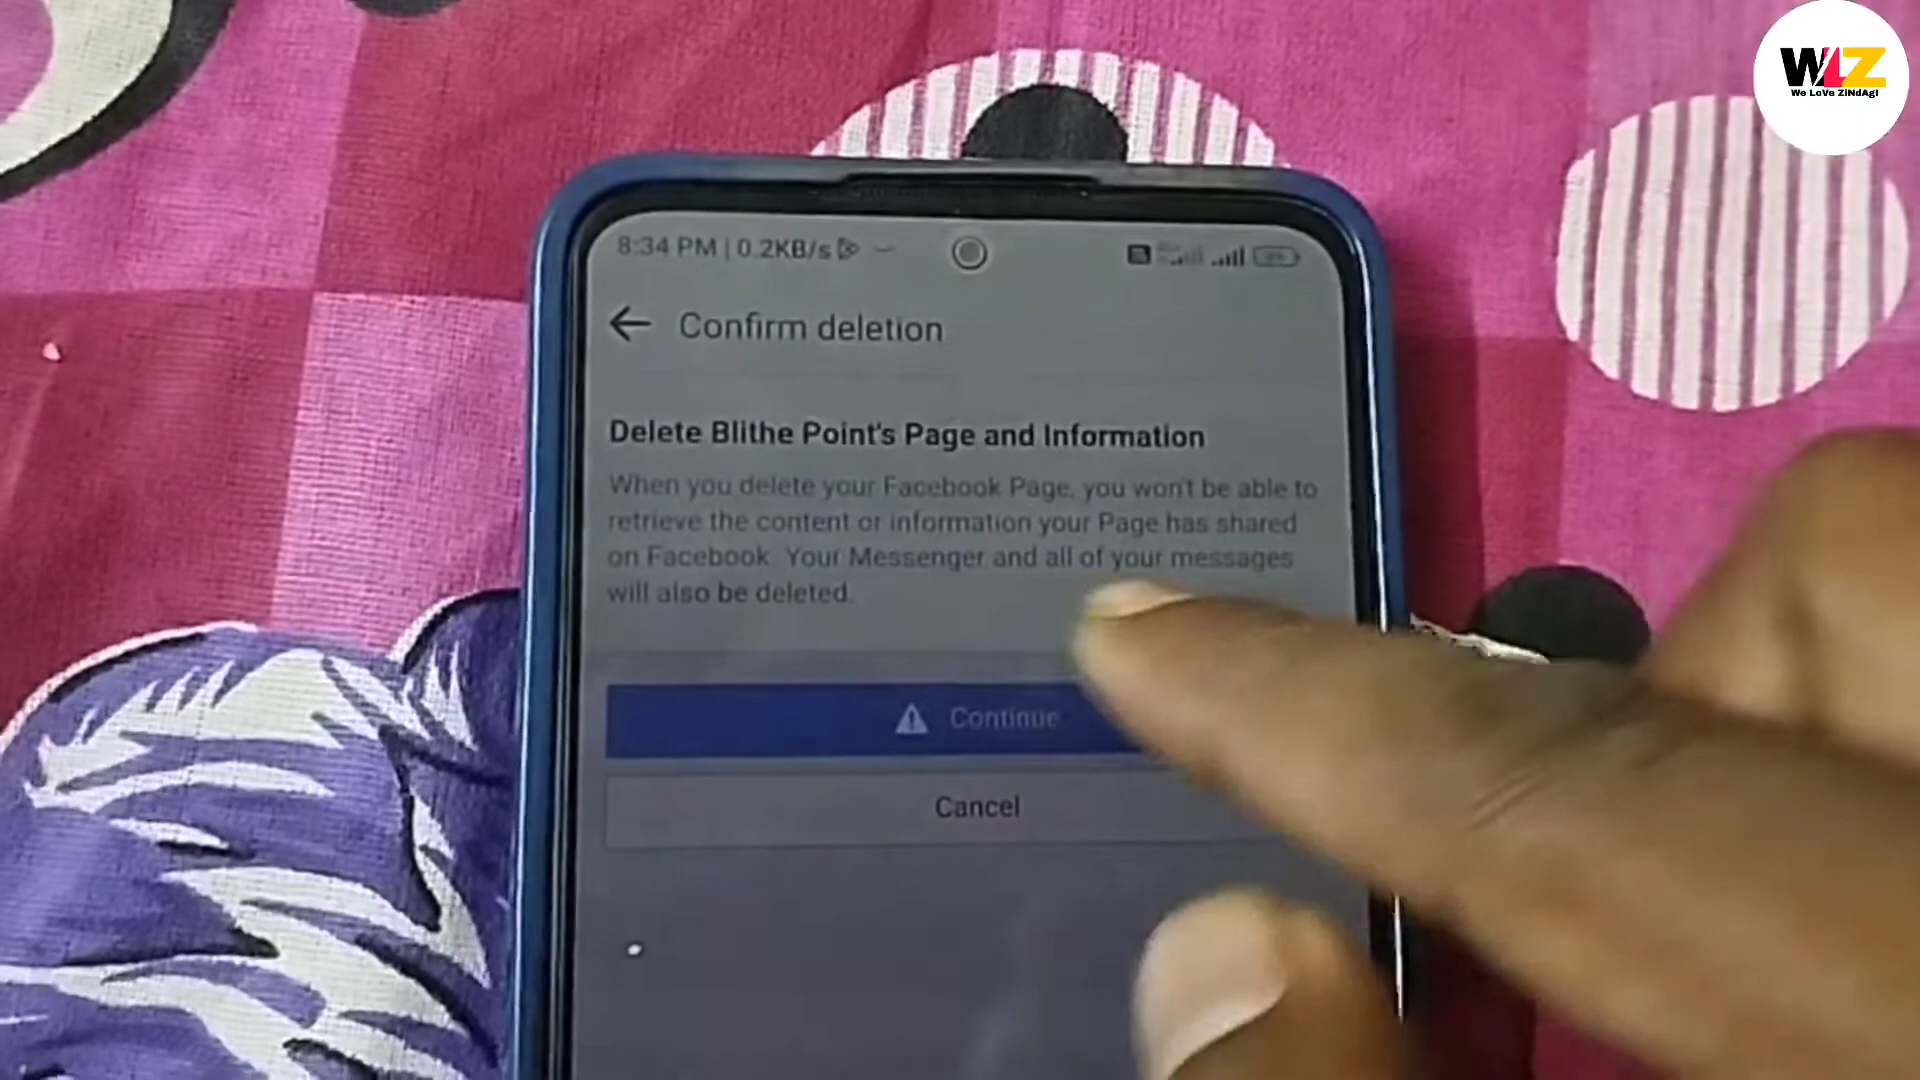 WLZ
We LoVe ZiNdAgI
8:34 PM | 0.2KB/s
Confirm deletion
Delete Blithe Point's Page and Information
When you delete your Facebook Page, you won't be able to
retrieve the content or information your Page has shared
on Facebook. Your Messenger and all of your messages
will also be deleted.
Continue
Cancel